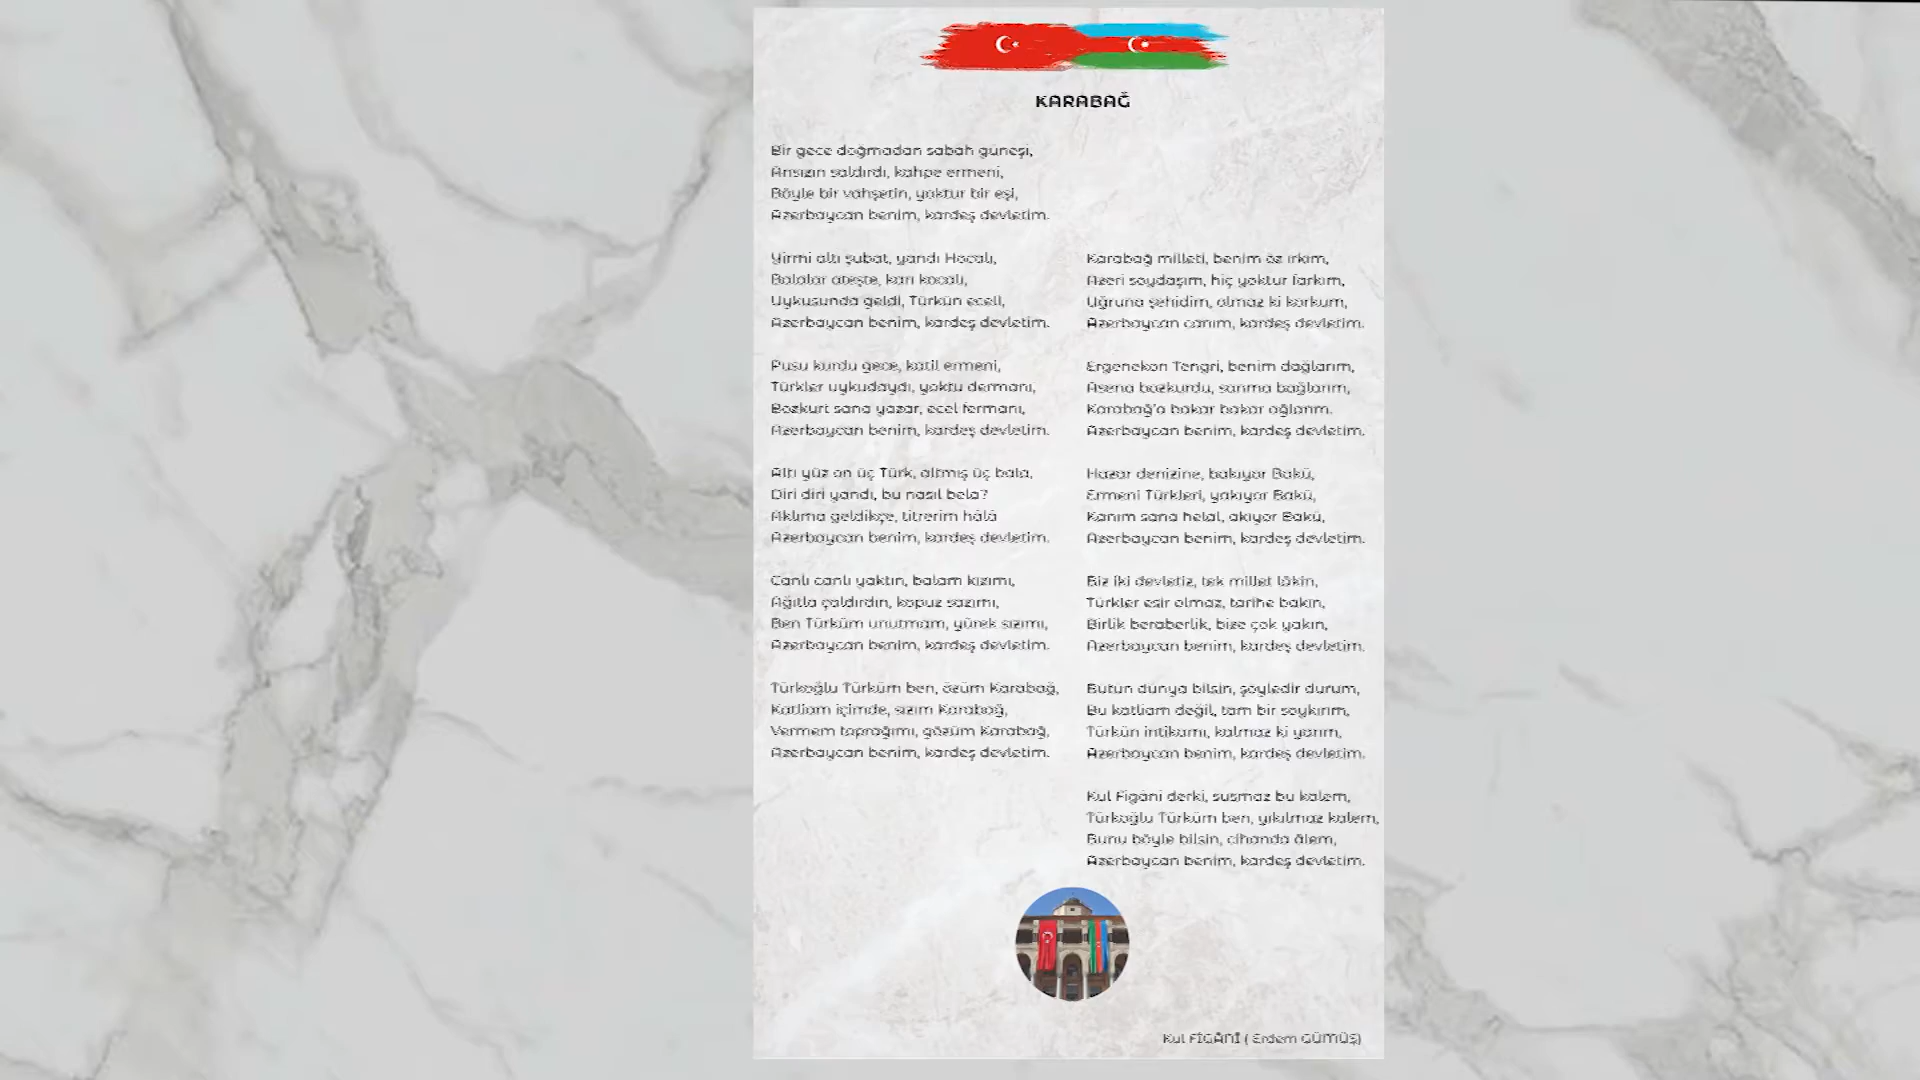 KARABAĞ
Bir gece doğmadan sabah güneşi,
Ansızın saldırdı, kahpe ermeni,
Böyle bir vahşetin, yoktur bir eşi,
Azerbaycan benim, kardeş devletim.
Yirmi altı şubat, yandı Hocalı,
Balalar ateşte, karı kocalı,
Uykusunda geldi, Türkün eceli,
Azerbaycan benim, kardeş devletim.
Pusu kurdu gece, katil ermeni,
Türkler uykudaydı, yoktu dermanı,
Bozkurt sana yazar, ecel fermanı,
Azerbaycan benim, kardeş devletim.
Altı yüz on üç Türk, altmış üç bala,
Diri diri yandı, bu nasıl bela?
Aklıma geldikçe, titrerim hâlâ
Azerbaycan benim, kardeş devletim.
Canlı canlı yaktın, balam kızımı,
Ağıtla çaldırdın, kopuz sazımı,
Ben Türküm unutmam, yürek sızımı,
Azerbaycan benim, kardeş devletim.
Türkoğlu Türküm ben, özüm Karabağ,
Katliam içimde, sızım Karabağ,
Vermem toprağımı, gözüm Karabağ,
Azerbaycan benim, kardeş devletim.
Karabağ milleti, benim öz ırkım,
Azeri soydaşım, hiç yoktur farkım,
Uğruna şehidim, olmaz ki korkum,
Azerbaycan canım, kardeş devletim.
Ergenekon Tengri, benim dağlarım,
Asena bozkurdu, sanma bağlarım,
Karabağ'a bakar bakar ağlarım.
Azerbaycan benim, kardeş devletim.
Hazar denizine, bakıyor Bakü,
Ermeni Türkleri, yakıyor Bakü,
Kanım sana helal, akıyor Bakü,
Azerbaycan benim, kardeş devletim.
Biz iki devletiz, tek millet lâkin,
Türkler esir olmaz, tarihe bakın,
Birlik beraberlik, bize çok yakın,
Azerbaycan benim, kardeş devletim.
Bütün dünya bilsin, şöyledir durum,
Bu katliam değil, tam bir soykırım,
Türkün intikamı, kalmaz ki yarım,
Azerbaycan benim, kardeş devletim.
Kul Figâni derki, susmaz bu kalem,
Türkoğlu Türküm ben, yıkılmaz kalem,
Bunu böyle bilsin, cihanda âlem,
Azerbaycan benim, kardeş devletim.
Kul FİGÂNİ ( Erdem GÜMÜŞ)